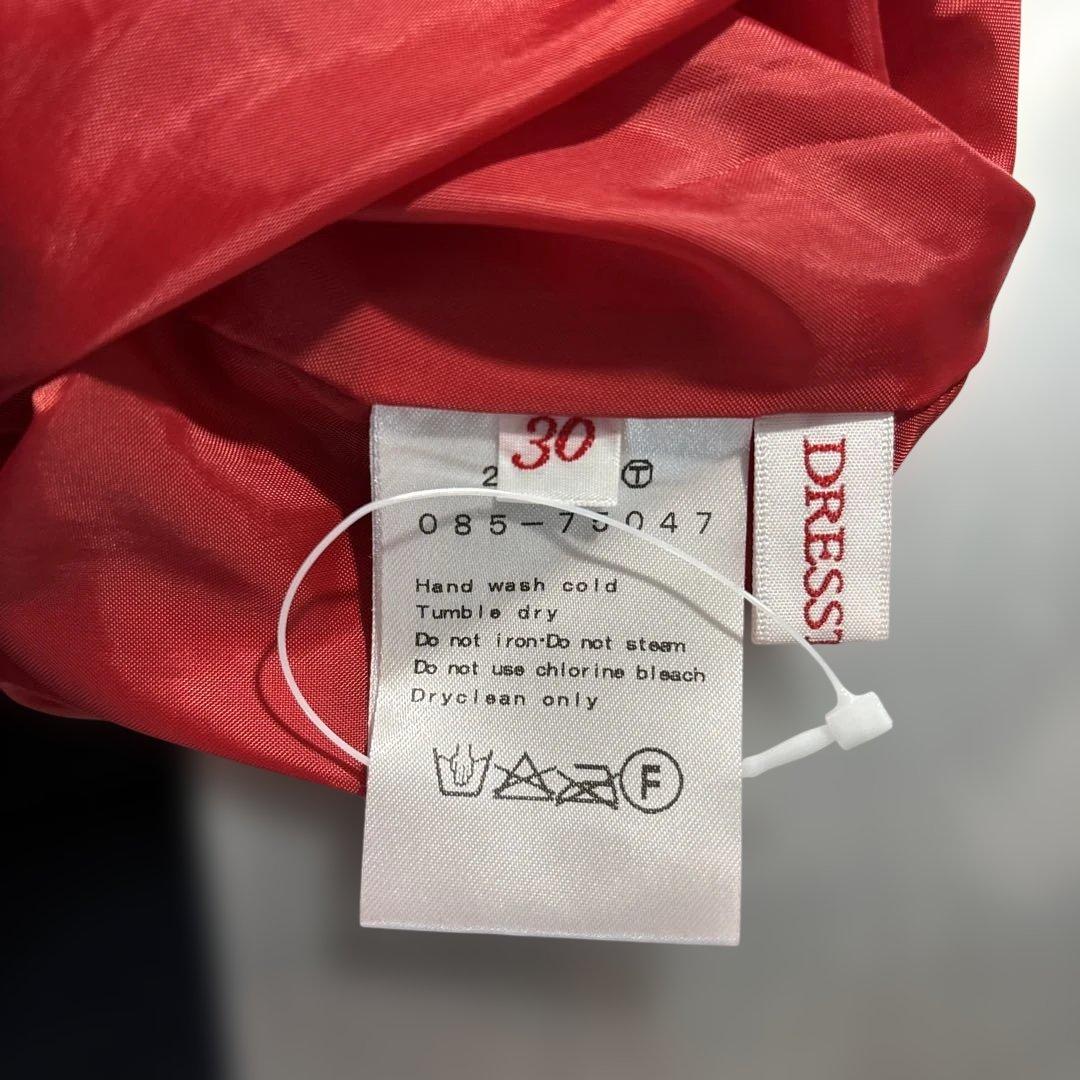 30
2 Ⓣ
085-75047
Hand wash cold
Tumble dry
Do not iron·Do not steam
Do not use chlorine bleach
Dryclean only
F
DRESST